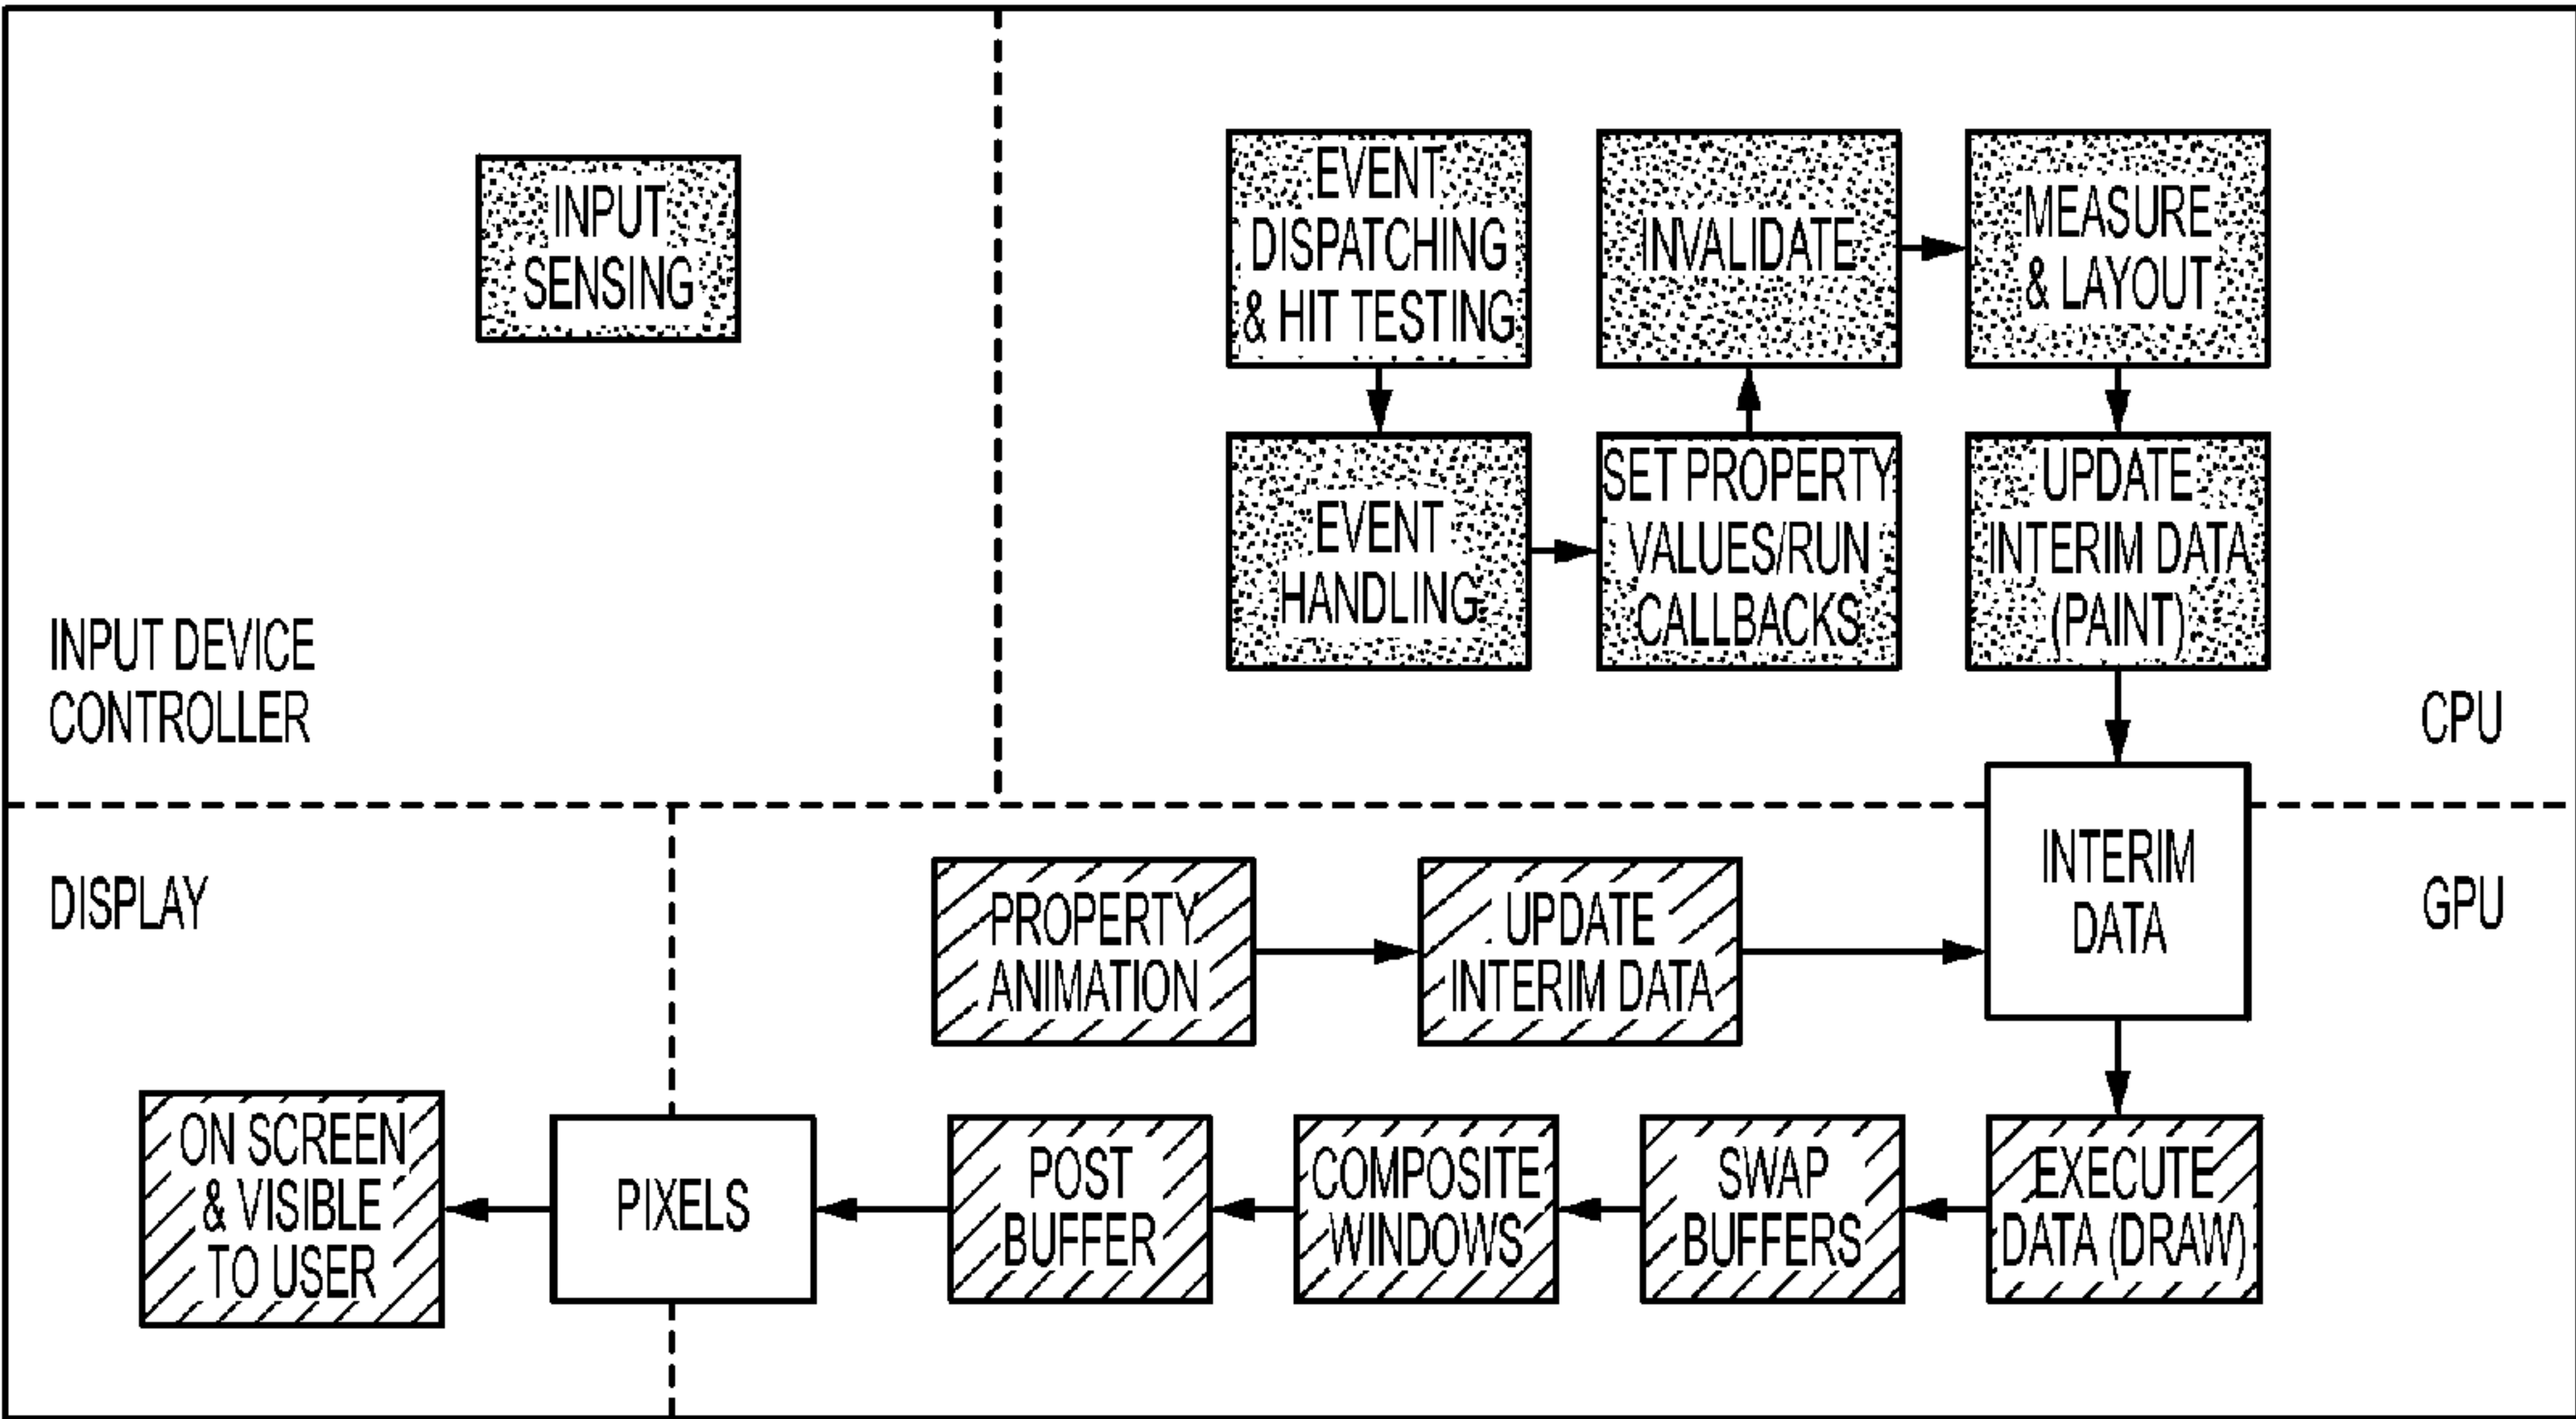 INPUT
SENSING
INPUT DEVICE
CONTROLLER
EVENT
DISPATCHING
& HIT TESTING
EVENT
HANDLING
SET PROPERTY
VALUES/RUN
CALLBACKS
INVALIDATE
MEASURE
& LAYOUT
UPDATE
INTERIM DATA
(PAINT)
CPU
INTERIM
DATA
GPU
DISPLAY
PROPERTY
ANIMATION
UPDATE
INTERIM DATA
EXECUTE
DATA (DRAW)
SWAP
BUFFERS
COMPOSITE
WINDOWS
POST
BUFFER
PIXELS
ON SCREEN
& VISIBLE
TO USER